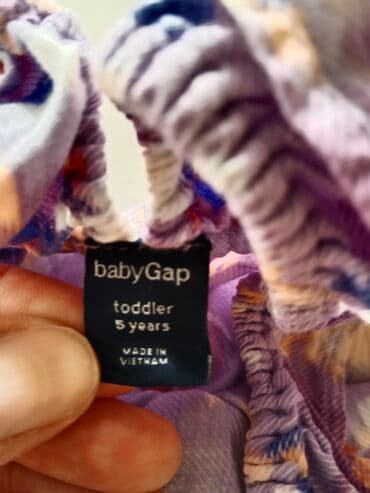 babyGap
toddler
5 years
MADE IN
VIETNAM